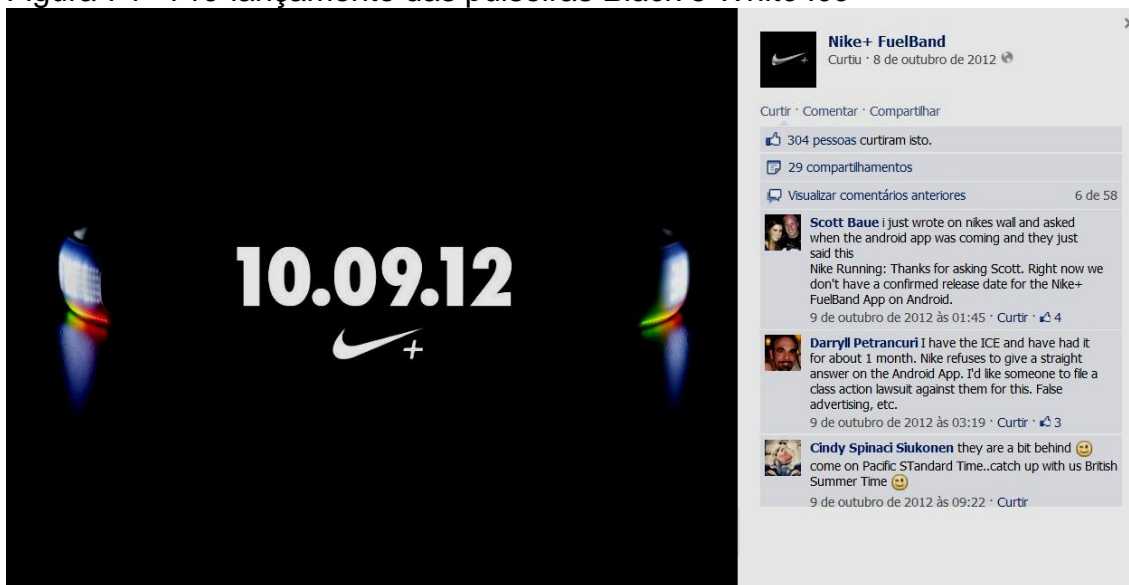 Figura 71 - Pré-lançamento das pulseiras Black e White Ice
10.09.12
+
Nike+ FuelBand
Curtiu · 8 de outubro de 2012
Curtir · Comentar · Compartilhar
304 pessoas curtiram isto.
29 compartilhamentos
Visualizar comentários anteriores 6 de 58
Scott Baue i just wrote on nikes wall and asked
when the android app was coming and they just
said this
Nike Running: Thanks for asking Scott. Right now we
don't have a confirmed release date for the Nike+
FuelBand App on Android.
9 de outubro de 2012 às 01:45 · Curtir · 4
Darryll Petrancuri I have the ICE and have had it
for about 1 month. Nike refuses to give a straight
answer on the Android App. I'd like someone to file a
class action lawsuit against them for this. False
advertising, etc.
9 de outubro de 2012 às 03:19 · Curtir · 3
Cindy Spinaci Siukonen they are a bit behind
come on Pacific STandard Time..catch up with us British
Summer Time
9 de outubro de 2012 às 09:22 · Curtir